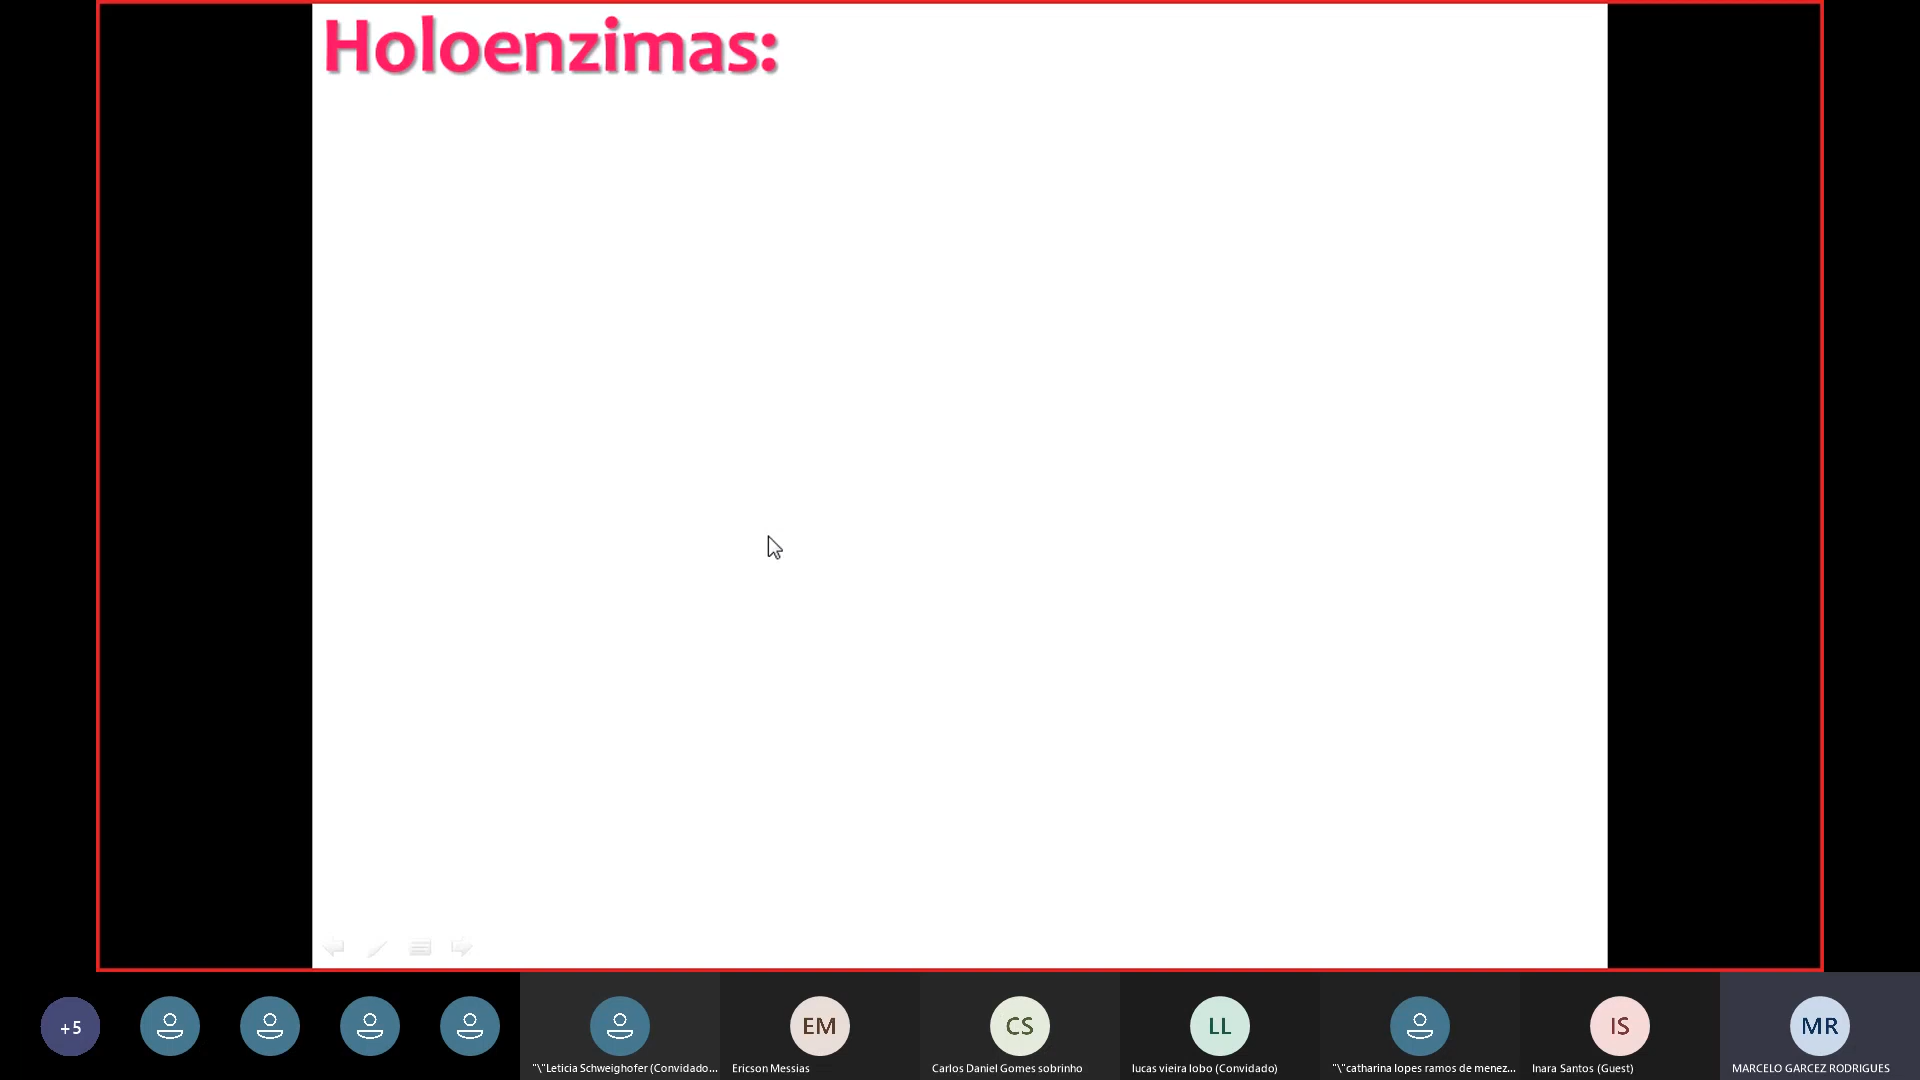 Holoenzimas:
+5
EM
CS
LL
IS
MR
"\"Leticia Schweighofer (Convidado...
Ericson Messias
Carlos Daniel Gomes sobrinho
lucas vieira lobo (Convidado)
"\"catharina lopes ramos de menez...
Inara Santos (Guest)
MARCELO GARCEZ RODRIGUES